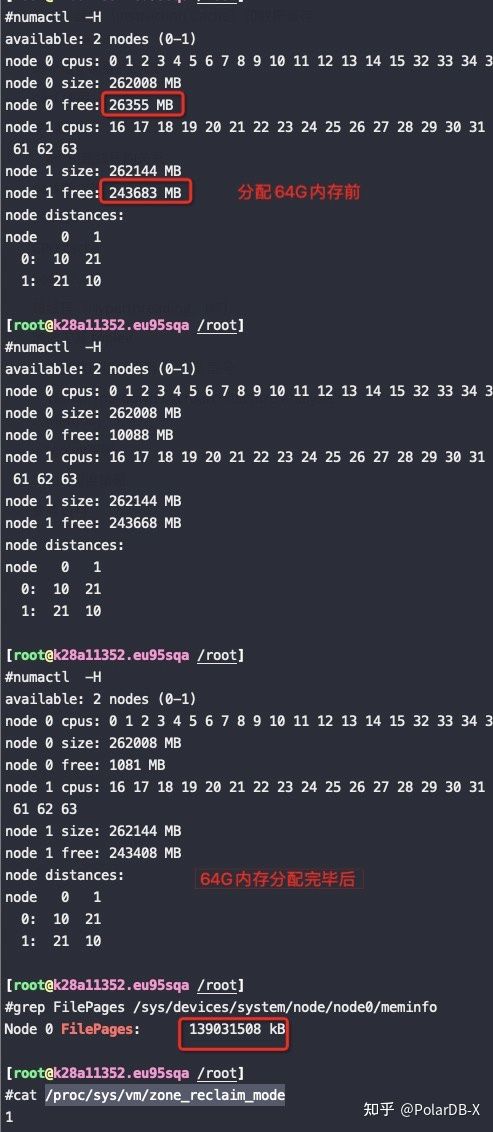 #numactl -H
available: 2 nodes (0-1)
node 0 cpus: 0 1 2 3 4 5 6 7 8 9 10 11 12 13 14 15 32 33 34 3
node 0 size: 262008 MB
node 0 free: 26355 MB
node 1 cpus: 16 17 18 19 20 21 22 23 24 25 26 27 28 29 30 31
61 62 63
node 1 size: 262144 MB
node 1 free: 243683 MB
分配64G内存前
node distances:
node 0 1
0: 10 21
1: 21 10
[root@k28a11352.eu95sqa /root]
#numactl -H
available: 2 nodes (0-1)
node 0 cpus: 0 1 2 3 4 5 6 7 8 9 10 11 12 13 14 15 32 33 34 3
node 0 size: 262008 MB
node 0 free: 10088 MB
node 1 cpus: 16 17 18 19 20 21 22 23 24 25 26 27 28 29 30 31
61 62 63
node 1 size: 262144 MB
node 1 free: 243668 MB
node distances:
node 0 1
0: 10 21
1: 21 10
[root@k28a11352.eu95sqa /root]
#numactl -H
available: 2 nodes (0-1)
node 0 cpus: 0 1 2 3 4 5 6 7 8 9 10 11 12 13 14 15 32 33 34 3
node 0 size: 262008 MB
node 0 free: 1081 MB
node 1 cpus: 16 17 18 19 20 21 22 23 24 25 26 27 28 29 30 31
61 62 63
node 1 size: 262144 MB
node 1 free: 243408 MB
node distances:
64G内存分配完毕后
node 0 1
0: 10 21
1: 21 10
[root@k28a11352.eu95sqa /root]
#grep FilePages /sys/devices/system/node/node0/meminfo
Node 0 FilePages: 139031508 kB
[root@k28a11352.eu95sqa /root]
#cat /proc/sys/vm/zone_reclaim_mode
1
知乎 @PolarDB-X